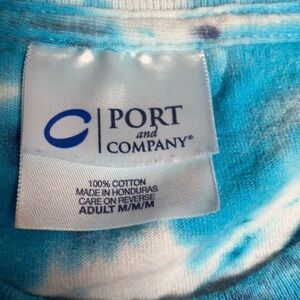 PORT
and
COMPANY®
100% COTTON
MADE IN HONDURAS
CARE ON REVERSE
ADULT M/M/M